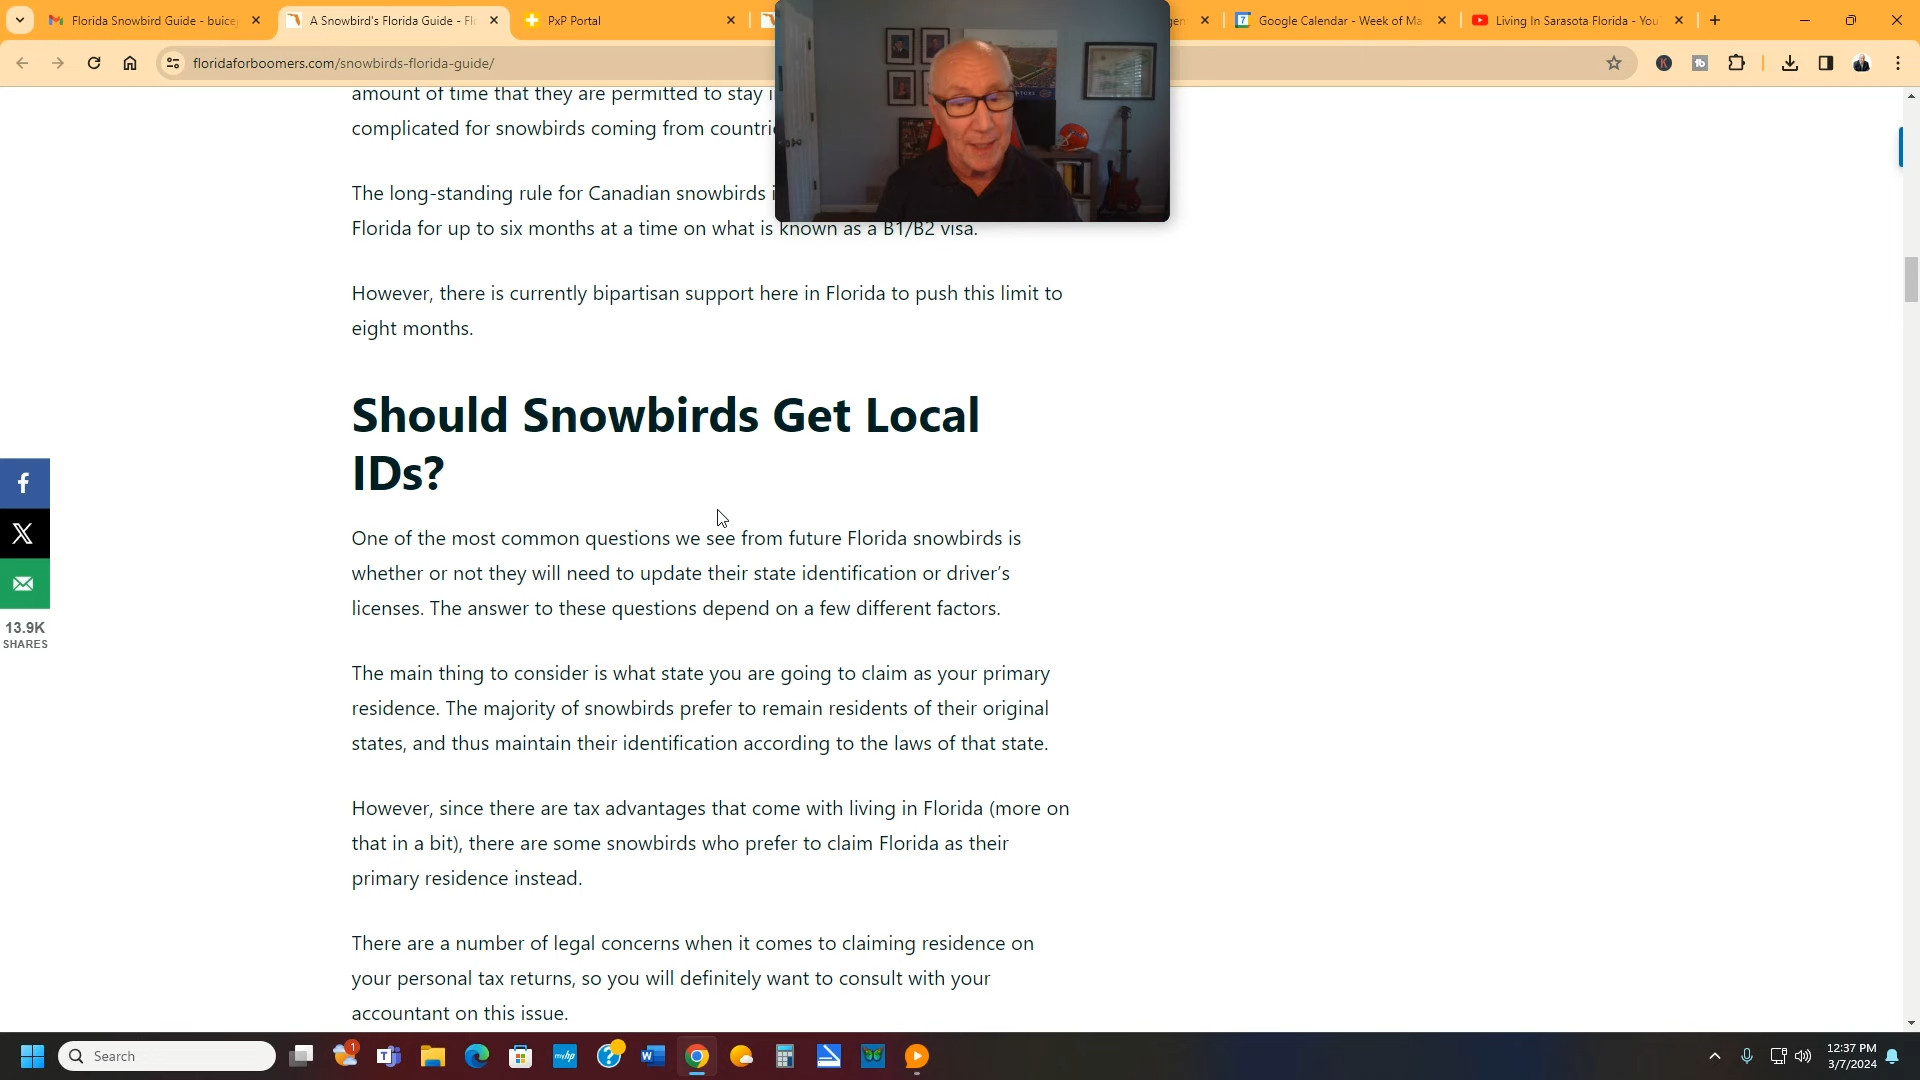 Florida Snowbird Guide - buice
A Snowbird's Florida Guide - Fl
PxP Portal
Google Calendar - Week of Ma
Living In Sarasota Florida - You
floridaforboomers.com/snowbirds-florida-guide/
amount of time that they are permitted to stay i
complicated for snowbirds coming from countri
The long-standing rule for Canadian snowbirds i
Florida for up to six months at a time on what is known as a B1/B2 visa.
However, there is currently bipartisan support here in Florida to push this limit to
eight months.
Should Snowbirds Get Local
IDs?
One of the most common questions we see from future Florida snowbirds is
whether or not they will need to update their state identification or driver's
licenses. The answer to these questions depend on a few different factors.
13.9K
SHARES
The main thing to consider is what state you are going to claim as your primary
residence. The majority of snowbirds prefer to remain residents of their original
states, and thus maintain their identification according to the laws of that state.
However, since there are tax advantages that come with living in Florida (more on
that in a bit), there are some snowbirds who prefer to claim Florida as their
primary residence instead.
There are a number of legal concerns when it comes to claiming residence on
your personal tax returns, so you will definitely want to consult with your
accountant on this issue.
Search
12:37 PM
3/7/2024